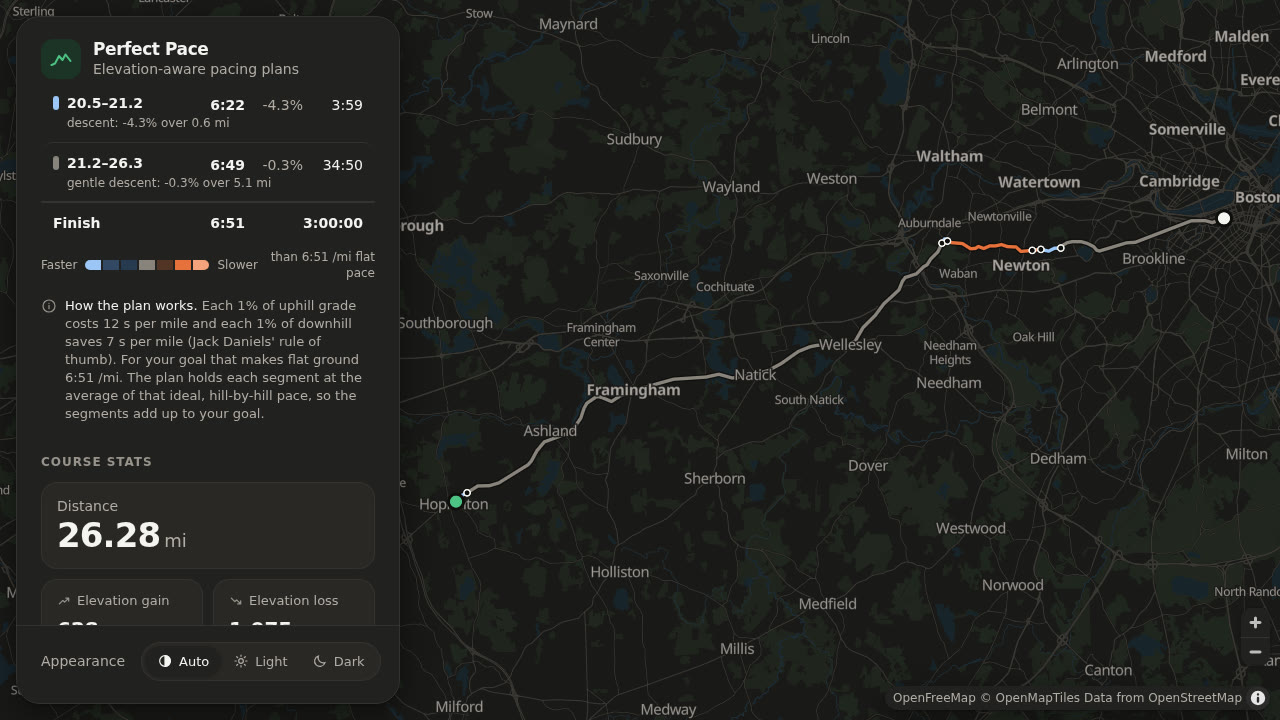 Perfect Pace
Elevation-aware pacing plans
20.5–21.2 6:22 -4.3% 3:59
descent: -4.3% over 0.6 mi
21.2–26.3 6:49 -0.3% 34:50
gentle descent: -0.3% over 5.1 mi
Finish 6:51 3:00:00
Faster Slower than 6:51 /mi flat
pace
How the plan works. Each 1% of uphill grade
costs 12 s per mile and each 1% of downhill
saves 7 s per mile (Jack Daniels' rule of
thumb). For your goal that makes flat ground
6:51 /mi. The plan holds each segment at the
average of that ideal, hill-by-hill pace, so the
segments add up to your goal.
COURSE STATS
Distance
26.28 mi
Elevation gain Elevation loss
Appearance Auto Light Dark
Sterling
Stow
Maynard
Lincoln
Malden
Medford
Arlington
Belmont
Somerville
Sudbury
Waltham
Wayland
Weston
Watertown
Cambridge
Boston
Auburndale
Newtonville
Newton
Waban
Brookline
Saxonville
Cochituate
Southborough
Framingham
Center
Wellesley
Needham
Heights
Oak Hill
Natick
Needham
Framingham
South Natick
Ashland
Dover
Dedham
Milton
Sherborn
Westwood
Holliston
Norwood
Medfield
Millis
Canton
Milford
Medway
OpenFreeMap © OpenMapTiles Data from OpenStreetMap